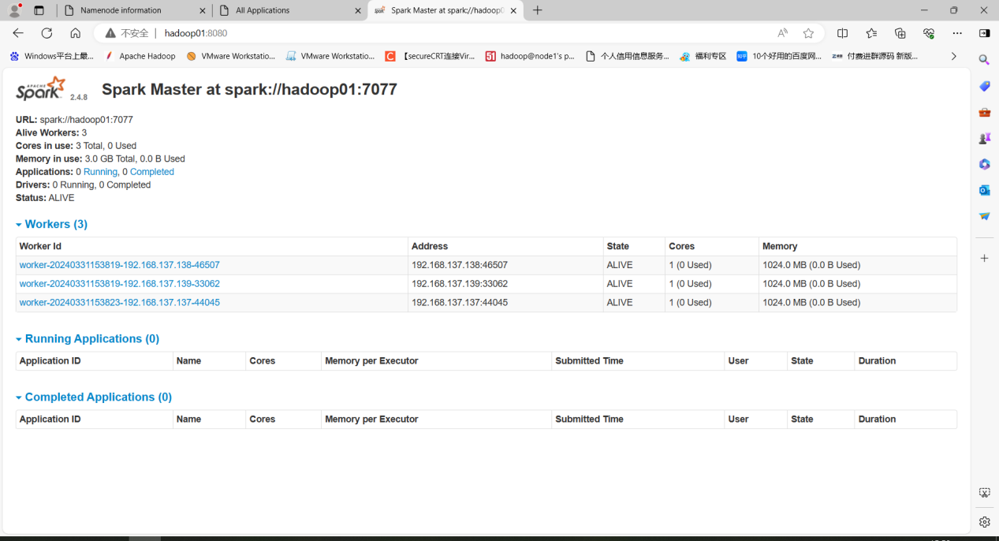 Namenode information
All Applications
Spark Master at spark://hadoop0
不安全 | hadoop01:8080
Windows平台上最... Apache Hadoop VMware Workstatio... VMware Workstatio... 【secureCRT连接Vir... hadoop@node1's p... 个人信用信息服务... 福利专区 10个好用的百度网... 付费进群源码 新版...
APACHE Spark 2.4.8 Spark Master at spark://hadoop01:7077
URL: spark://hadoop01:7077
Alive Workers: 3
Cores in use: 3 Total, 0 Used
Memory in use: 3.0 GB Total, 0.0 B Used
Applications: 0 Running, 0 Completed
Drivers: 0 Running, 0 Completed
Status: ALIVE
Workers (3)
Worker Id Address State Cores Memory
worker-20240331153819-192.168.137.138-46507 192.168.137.138:46507 ALIVE 1 (0 Used) 1024.0 MB (0.0 B Used)
worker-20240331153819-192.168.137.139-33062 192.168.137.139:33062 ALIVE 1 (0 Used) 1024.0 MB (0.0 B Used)
worker-20240331153823-192.168.137.137-44045 192.168.137.137:44045 ALIVE 1 (0 Used) 1024.0 MB (0.0 B Used)
Running Applications (0)
Application ID Name Cores Memory per Executor Submitted Time User State Duration
Completed Applications (0)
Application ID Name Cores Memory per Executor Submitted Time User State Duration